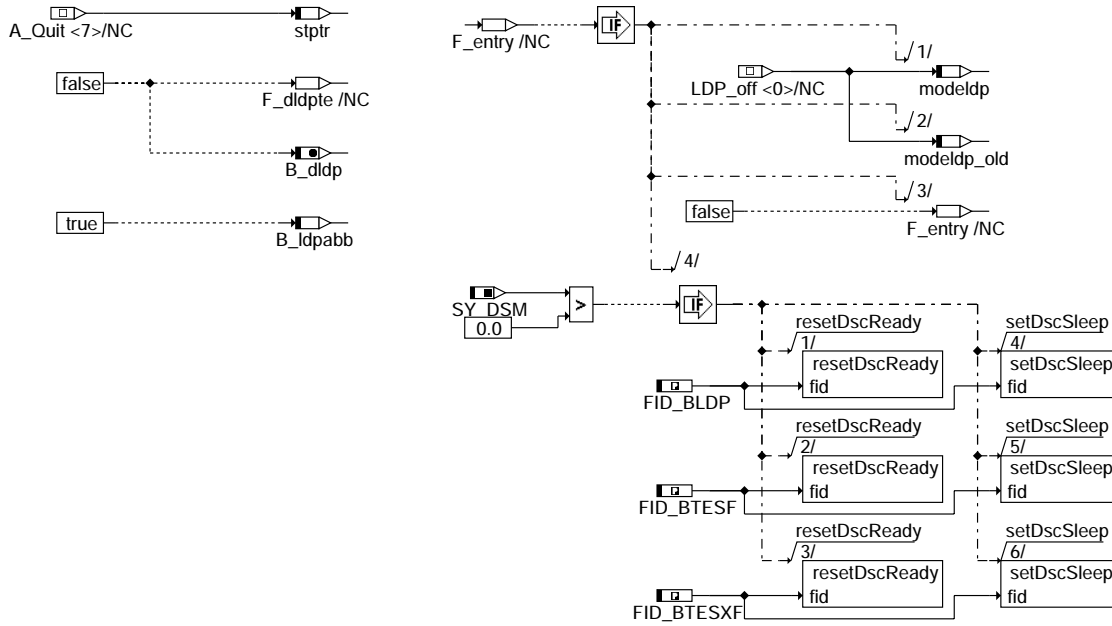 A_Quit <7>/NC
stptr
false
F_dldpte /NC
B_dldp
true
B_ldpabb
F_entry /NC
IF
1/
LDP_off <0>/NC
modeldp
2/
modeldp_old
3/
false
F_entry /NC
4/
SY_DSM
0.0
>
IF
resetDscReady
1/
resetDscReady
fid
setDscSleep
4/
setDscSleep
fid
FID_BLDP
resetDscReady
2/
resetDscReady
fid
setDscSleep
5/
setDscSleep
fid
FID_BTESF
resetDscReady
3/
resetDscReady
fid
setDscSleep
6/
setDscSleep
fid
FID_BTESXF